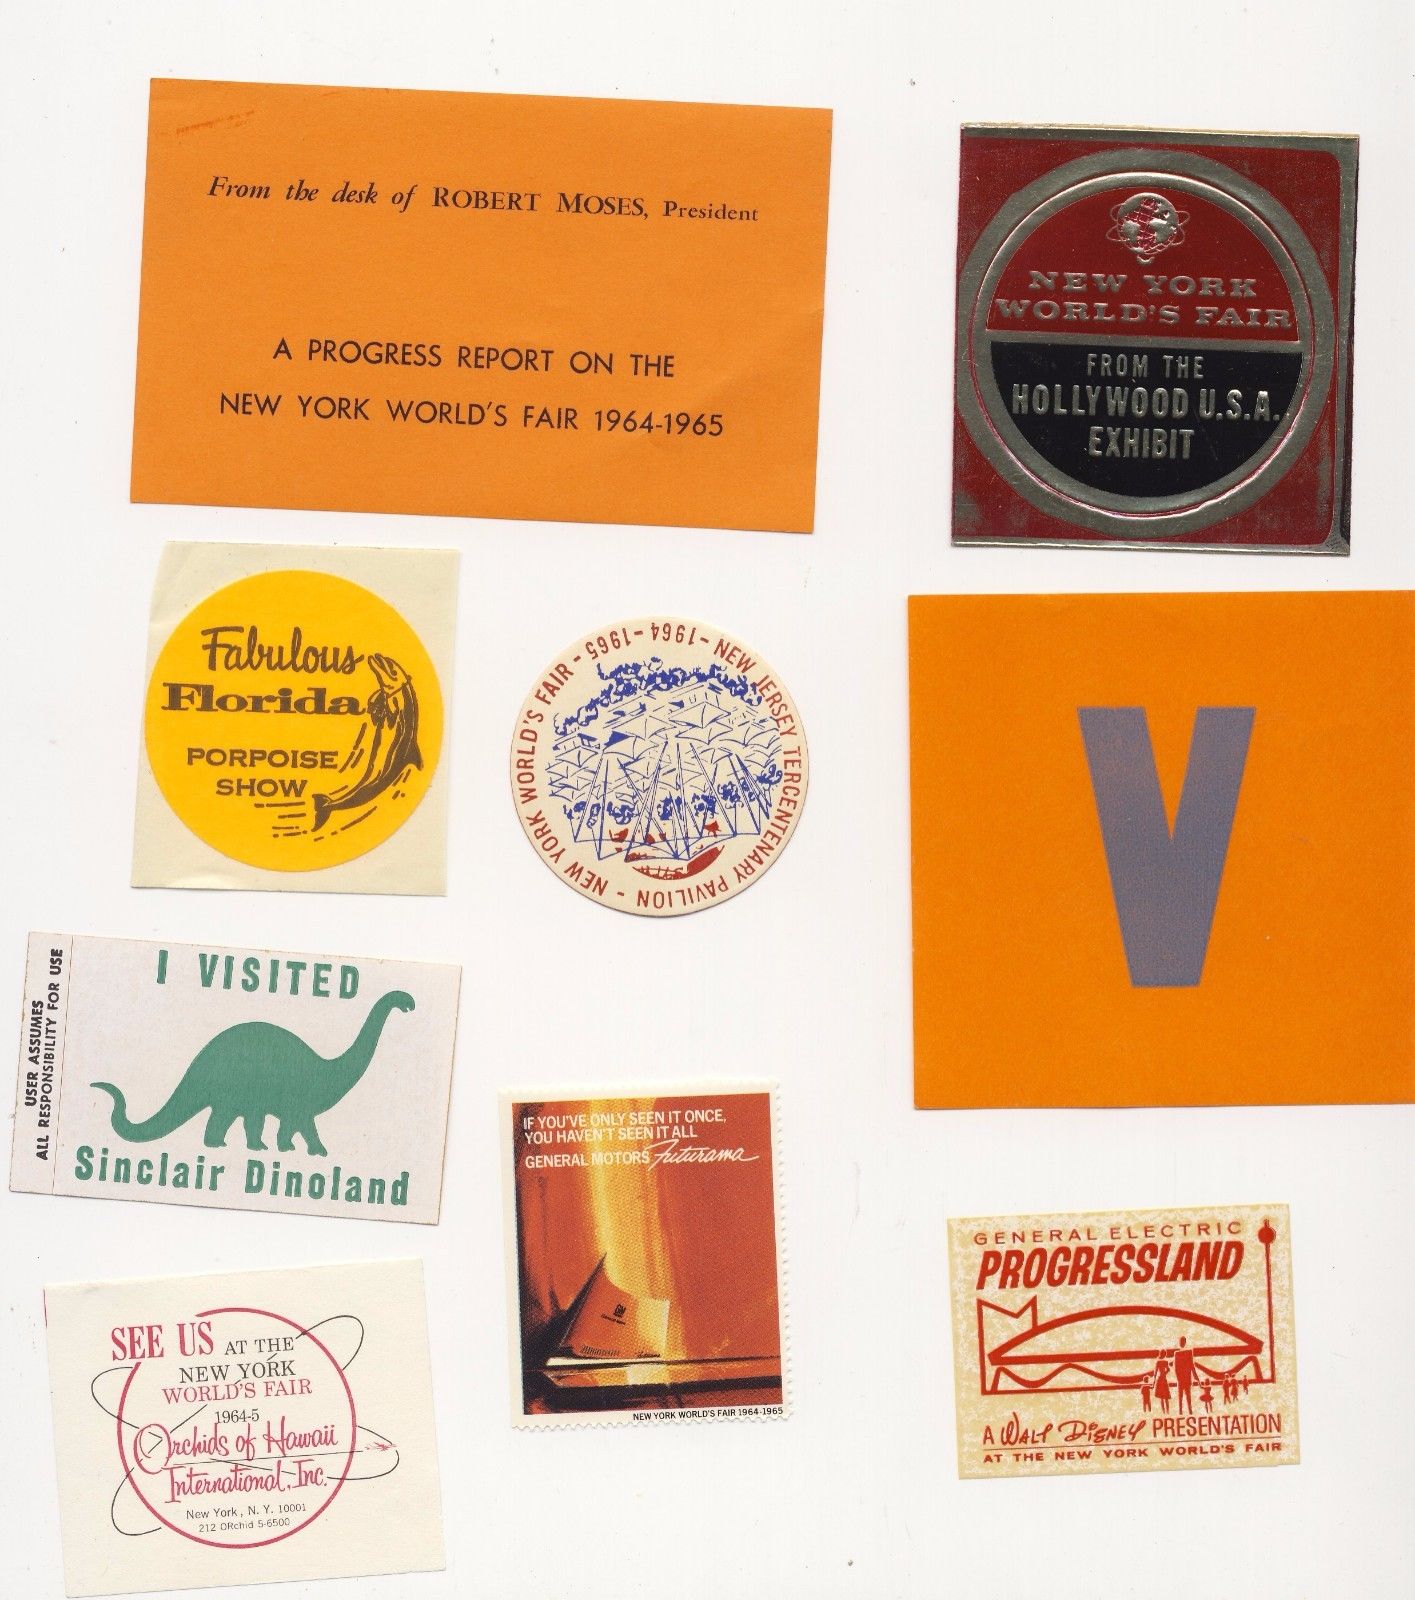 From the desk of ROBERT MOSES, President
A PROGRESS REPORT ON THE
NEW YORK WORLD'S FAIR 1964-1965
NEW YORK
WORLD'S FAIR
FROM THE
HOLLYWOOD U.S.A.
EXHIBIT
Fabulous
Florida
PORPOISE
SHOW
NEW YORK WORLD'S FAIR - 1965-1964 - NEW JERSEY TERCENTENARY PAVILION -
V
USER ASSUMES
ALL RESPONSIBILITY FOR USE
I VISITED
Sinclair Dinoland
IF YOU'VE ONLY SEEN IT ONCE,
YOU HAVEN'T SEEN IT ALL
GENERAL MOTORS Futurama
GM
NEW YORK WORLD'S FAIR 1964-1965
GENERAL ELECTRIC
PROGRESSLAND
A WALT DISNEY PRESENTATION
AT THE NEW YORK WORLD'S FAIR
SEE US AT THE
NEW YORK
WORLD'S FAIR
1964-5
Orchids of Hawaii
International, Inc.
New York, N. Y. 10001
212 ORchid 5-6500